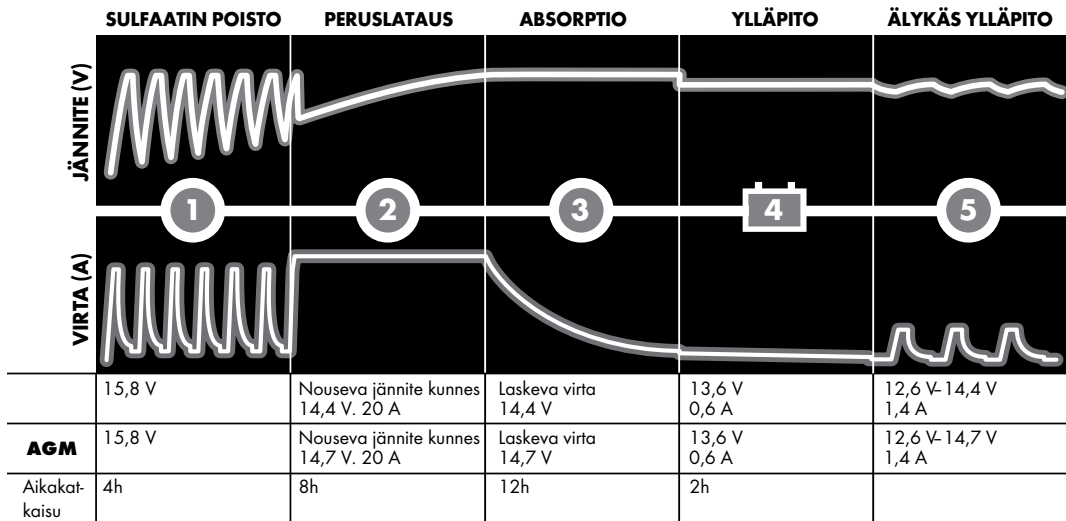 SULFAATIN POISTO
PERUSLATAUS
ABSORPTIO
YLLÄPITO
ÄLYKÄS YLLÄPITO
JÄNNITE (V)
1
2
3
4
5
VIRTA (A)
15,8 V
Nouseva jännite kunnes
14,4 V. 20 A
Laskeva virta
14,4 V
13,6 V
0,6 A
12,6 V–14,4 V
1,4 A
AGM
15,8 V
Nouseva jännite kunnes
14,7 V. 20 A
Laskeva virta
14,7 V
13,6 V
0,6 A
12,6 V–14,7 V
1,4 A
Aikakat-
kaisu
4h
8h
12h
2h